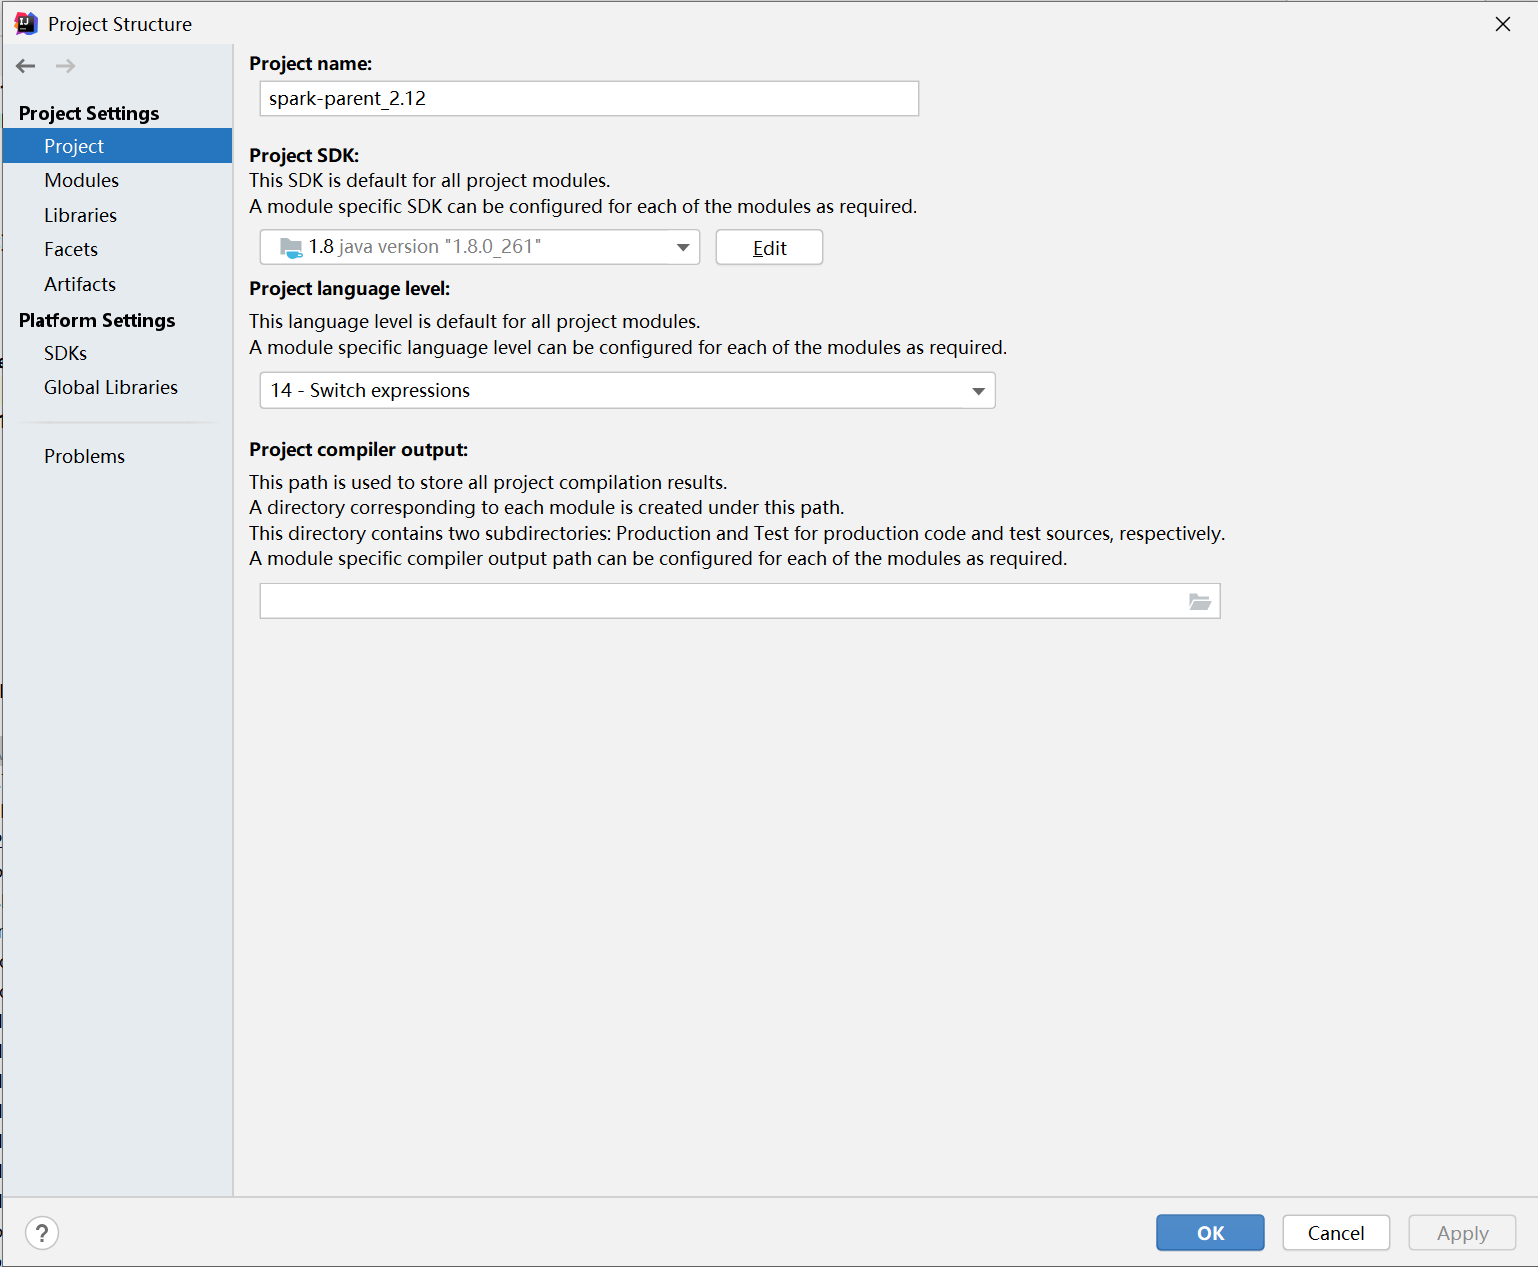 Project Structure
Project Settings
Project
Modules
Libraries
Facets
Artifacts
Platform Settings
SDKs
Global Libraries
Problems
Project name:
spark-parent_2.12
Project SDK:
This SDK is default for all project modules.
A module specific SDK can be configured for each of the modules as required.
1.8 java version "1.8.0_261"
Edit
Project language level:
This language level is default for all project modules.
A module specific language level can be configured for each of the modules as required.
14 - Switch expressions
Project compiler output:
This path is used to store all project compilation results.
A directory corresponding to each module is created under this path.
This directory contains two subdirectories: Production and Test for production code and test sources, respectively.
A module specific compiler output path can be configured for each of the modules as required.
?
OK
Cancel
Apply